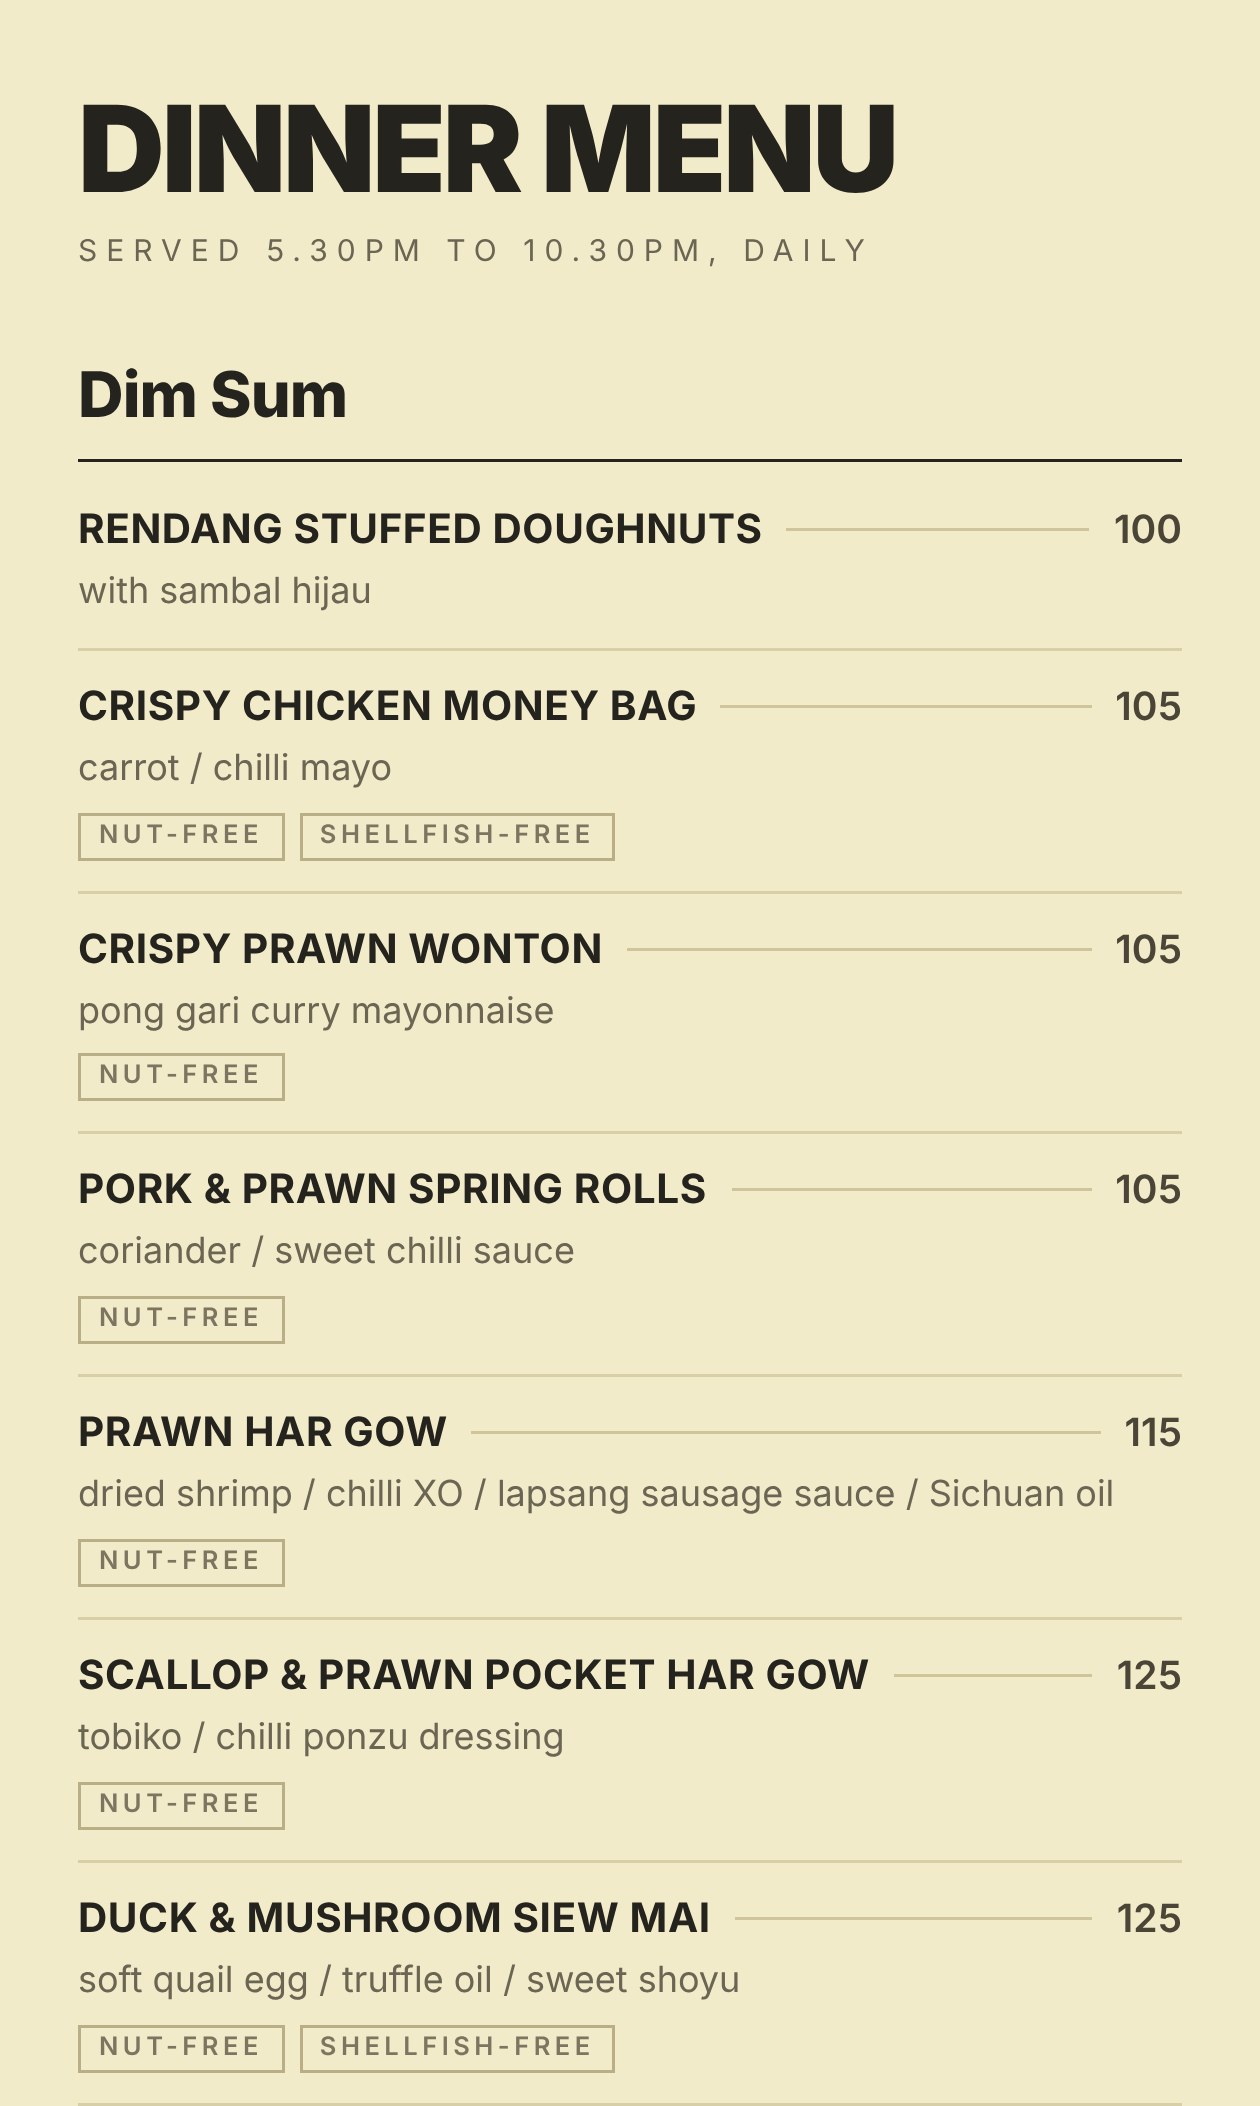 DINNER MENU
SERVED 5.30PM TO 10.30PM, DAILY
Dim Sum
RENDANG STUFFED DOUGHNUTS 100
with sambal hijau
CRISPY CHICKEN MONEY BAG 105
carrot / chilli mayo
NUT-FREE SHELLFISH-FREE
CRISPY PRAWN WONTON 105
pong gari curry mayonnaise
NUT-FREE
PORK & PRAWN SPRING ROLLS 105
coriander / sweet chilli sauce
NUT-FREE
PRAWN HAR GOW 115
dried shrimp / chilli XO / lapsang sausage sauce / Sichuan oil
NUT-FREE
SCALLOP & PRAWN POCKET HAR GOW 125
tobiko / chilli ponzu dressing
NUT-FREE
DUCK & MUSHROOM SIEW MAI 125
soft quail egg / truffle oil / sweet shoyu
NUT-FREE SHELLFISH-FREE